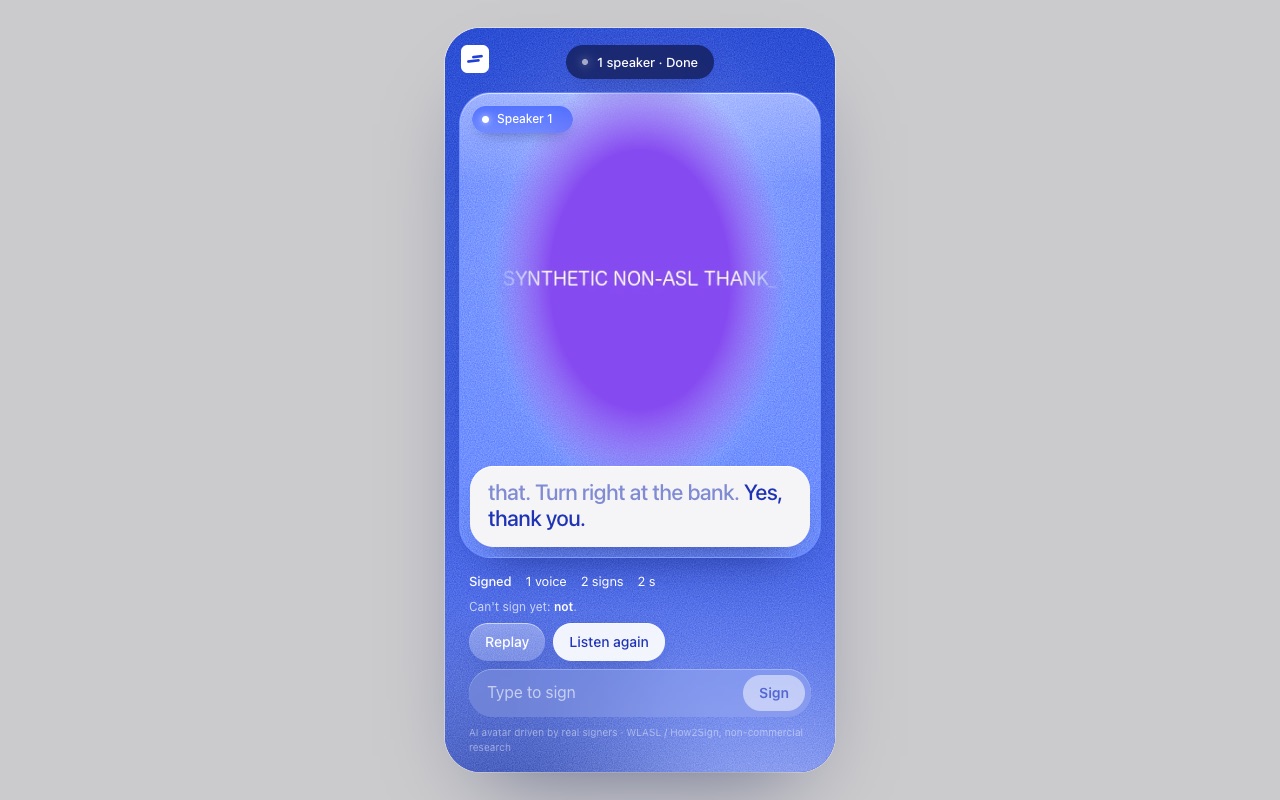 1 speaker · Done
Speaker 1
SYNTHETIC NON-ASL THANK_
that. Turn right at the bank. Yes,
thank you.
Signed 1 voice 2 signs 2 s
Can't sign yet: not.
Replay Listen again
Type to sign Sign
AI avatar driven by real signers · WLASL / How2Sign, non-commercial
research